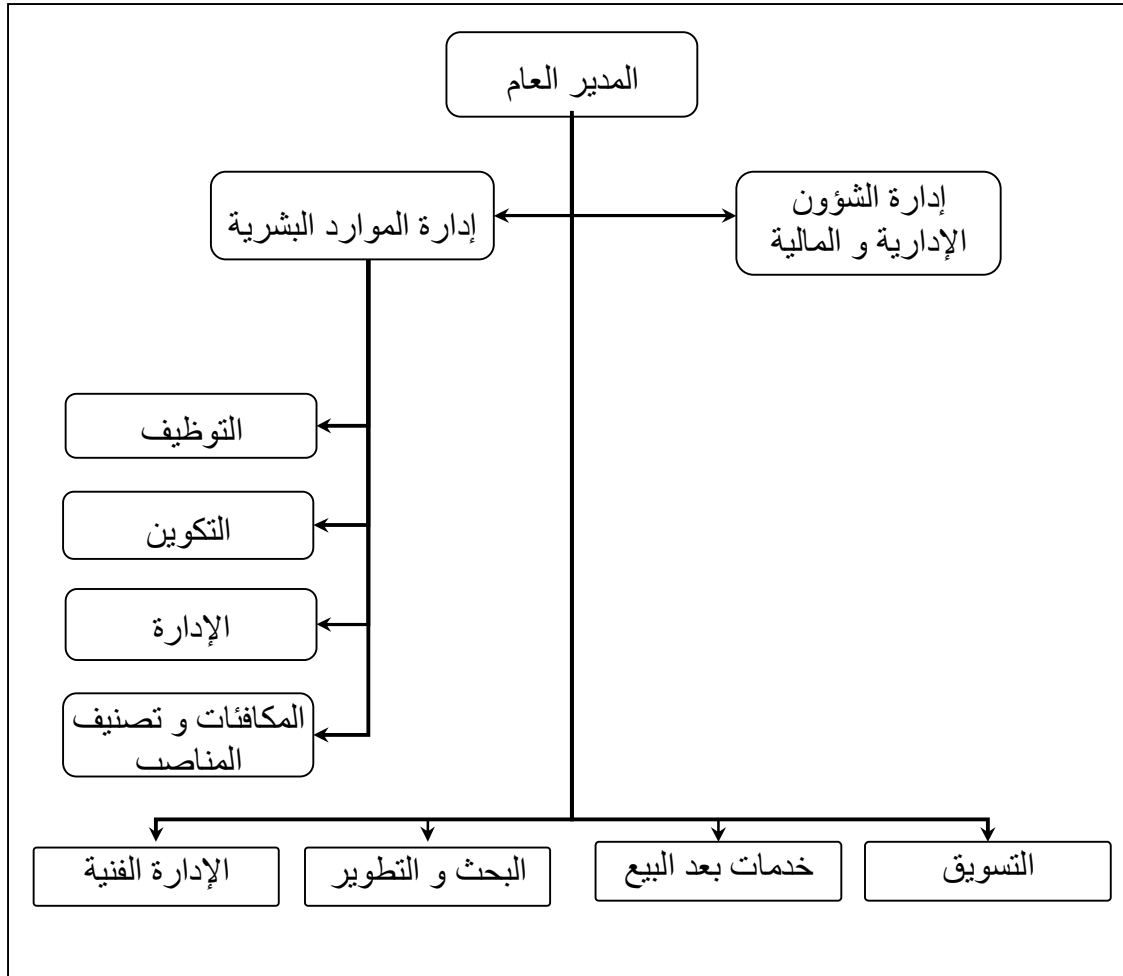 المدير العام
إدارة الشؤون
الإدارية و المالية
إدارة الموارد البشرية
التوظيف
التكوين
الإدارة
المكافئات و تصنيف
المناصب
التسويق
خدمات بعد البيع
البحث و التطوير
الإدارة الفنية